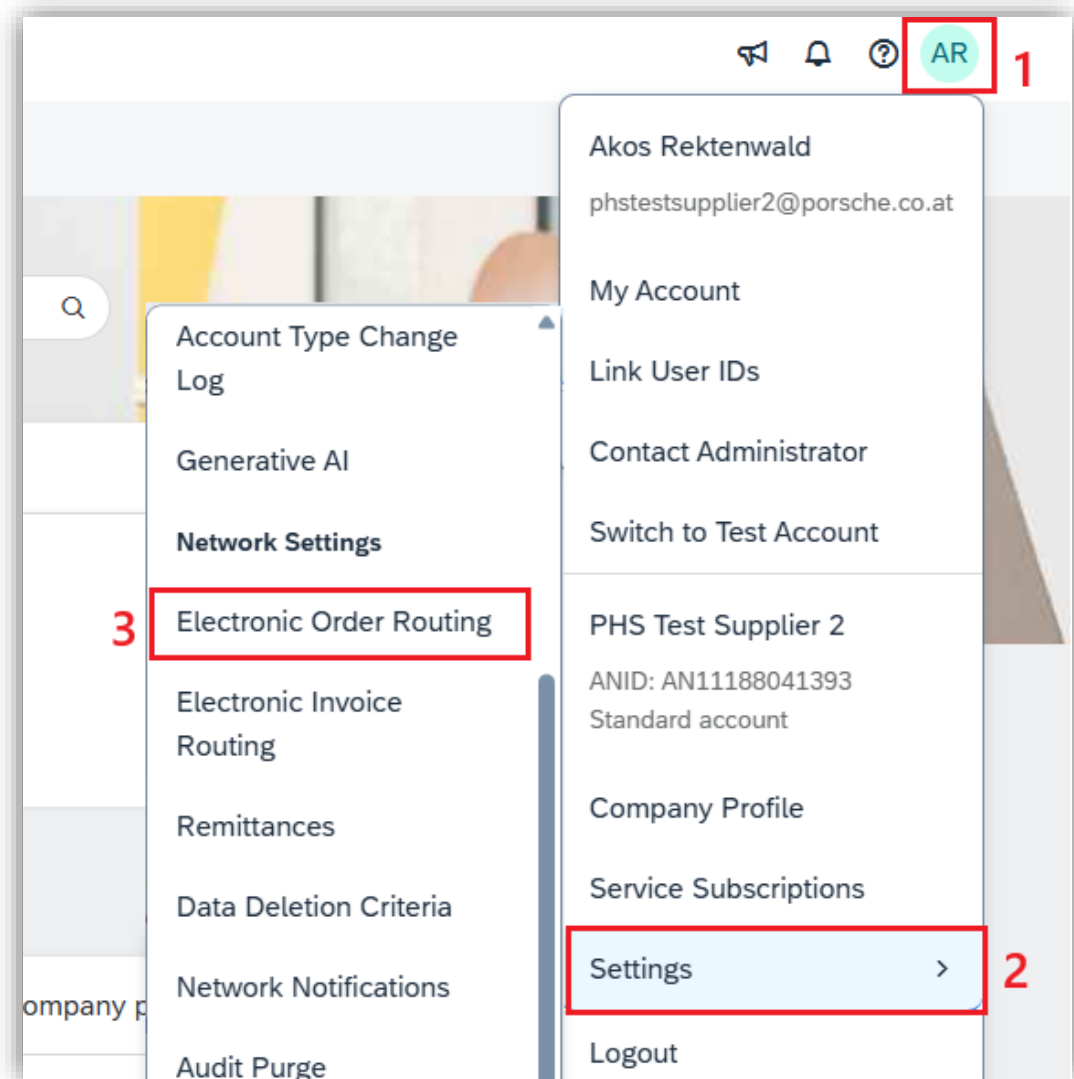 AR
1
Akos Rektenwald
phstestsupplier2@porsche.co.at
My Account
Link User IDs
Contact Administrator
Switch to Test Account
PHS Test Supplier 2
ANID: AN11188041393
Standard account
Company Profile
Service Subscriptions
Settings
2
Logout
Account Type Change
Log
Generative AI
Network Settings
3
Electronic Order Routing
Electronic Invoice
Routing
Remittances
Data Deletion Criteria
Network Notifications
Audit Purge
ompany p